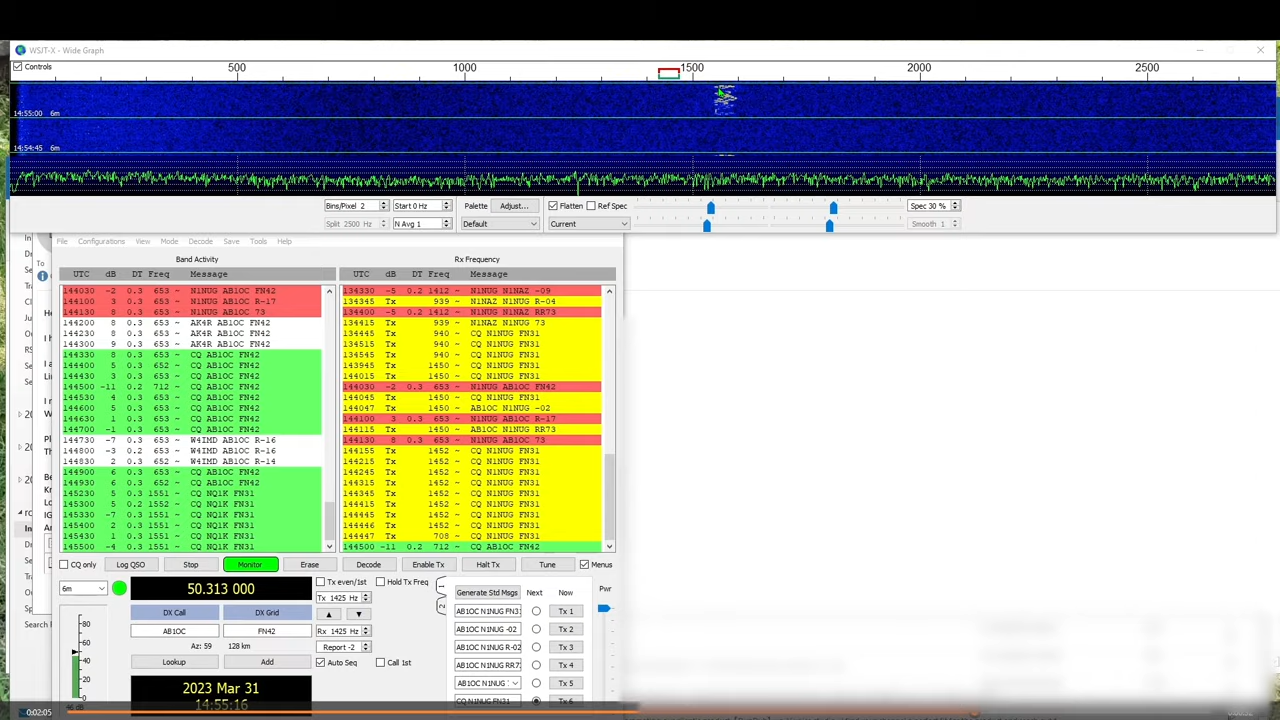 WSJT-X - Wide Graph
Controls
500 1000 1500 2000 2500
14:55:00 6m
14:54:45 6m
Bins/Pixel 2 Start 0 Hz Palette Adjust... Flatten Ref Spec Spec 30 %
Split 2500 Hz N Avg 1 Default Current Smooth 1
File Configurations View Mode Decode Save Tools Help
Band Activity
UTC dB DT Freq Message
144030 -2 0.3 653 ~ N1NUG AB1OC FN42
144100 3 0.3 653 ~ N1NUG AB1OC R-17
144130 8 0.3 653 ~ N1NUG AB1OC 73
144200 8 0.3 653 ~ AK4R AB1OC FN42
144230 8 0.3 653 ~ AK4R AB1OC FN42
144300 9 0.3 653 ~ AK4R AB1OC FN42
144330 8 0.3 653 ~ CQ AB1OC FN42
144400 5 0.3 652 ~ CQ AB1OC FN42
144430 3 0.3 653 ~ CQ AB1OC FN42
144500 -11 0.2 712 ~ CQ AB1OC FN42
144530 4 0.3 653 ~ CQ AB1OC FN42
144600 5 0.3 653 ~ CQ AB1OC FN42
144630 1 0.3 653 ~ CQ AB1OC FN42
144700 -1 0.3 653 ~ CQ AB1OC FN42
144730 -7 0.3 653 ~ W4IMD AB1OC R-16
144800 -3 0.2 653 ~ W4IMD AB1OC R-16
144830 2 0.3 652 ~ W4IMD AB1OC R-14
144900 6 0.3 652 ~ CQ AB1OC FN42
144930 6 0.3 652 ~ CQ AB1OC FN42
145230 5 0.3 1551 ~ CQ NQ1K FN31
145300 5 0.2 1551 ~ CQ NQ1K FN31
145330 -7 0.3 1551 ~ CQ NQ1K FN31
145400 2 0.3 1551 ~ CQ NQ1K FN31
145430 1 0.3 1551 ~ CQ NQ1K FN31
145500 -4 0.3 1551 ~ CQ NQ1K FN31
Rx Frequency
UTC dB DT Freq Message
134330 -5 0.2 1412 ~ N1NUG N1NAZ -09
134345 Tx 939 ~ N1NAZ N1NUG R-04
134400 -5 0.2 1412 ~ N1NUG N1NAZ RR73
134415 Tx 939 ~ N1NAZ N1NUG 73
134445 Tx 940 ~ CQ N1NUG FN31
134515 Tx 940 ~ CQ N1NUG FN31
134545 Tx 940 ~ CQ N1NUG FN31
143945 Tx 1450 ~ CQ N1NUG FN31
144015 Tx 1450 ~ CQ N1NUG FN31
144030 -2 0.3 653 ~ N1NUG AB1OC FN42
144045 Tx 1450 ~ CQ N1NUG FN31
144047 Tx 1450 ~ AB1OC N1NUG -02
144100 3 0.3 653 ~ N1NUG AB1OC R-17
144115 Tx 1450 ~ AB1OC N1NUG RR73
144130 8 0.3 653 ~ N1NUG AB1OC 73
144155 Tx 1452 ~ CQ N1NUG FN31
144215 Tx 1452 ~ CQ N1NUG FN31
144245 Tx 1452 ~ CQ N1NUG FN31
144315 Tx 1452 ~ CQ N1NUG FN31
144345 Tx 1452 ~ CQ N1NUG FN31
144415 Tx 1452 ~ CQ N1NUG FN31
144445 Tx 1452 ~ CQ N1NUG FN31
144446 Tx 1452 ~ CQ N1NUG FN31
144447 Tx 708 ~ CQ N1NUG FN31
144500 -11 0.2 712 ~ CQ AB1OC FN42
CQ only Log QSO Stop Monitor Erase Decode Enable Tx Halt Tx Tune Menus
6m 50.313 000 Tx even/1st Hold Tx Freq 1 2 Pwr
Generate Std Msgs Next Now
Tx 1425 Hz
DX Call DX Grid
AB1OC FN42
Rx 1425 Hz
Az: 59 128 km
Report -2
Lookup Add Auto Seq Call 1st
2023 Mar 31
14:55:16
AB1OC N1NUG FN31 Tx 1
AB1OC N1NUG -02 Tx 2
AB1OC N1NUG R-02 Tx 3
AB1OC N1NUG RR73 Tx 4
AB1OC N1NUG Tx 5
CQ N1NUG FN31 Tx 6
80
60
40
20
0
To
Search
0:02:05